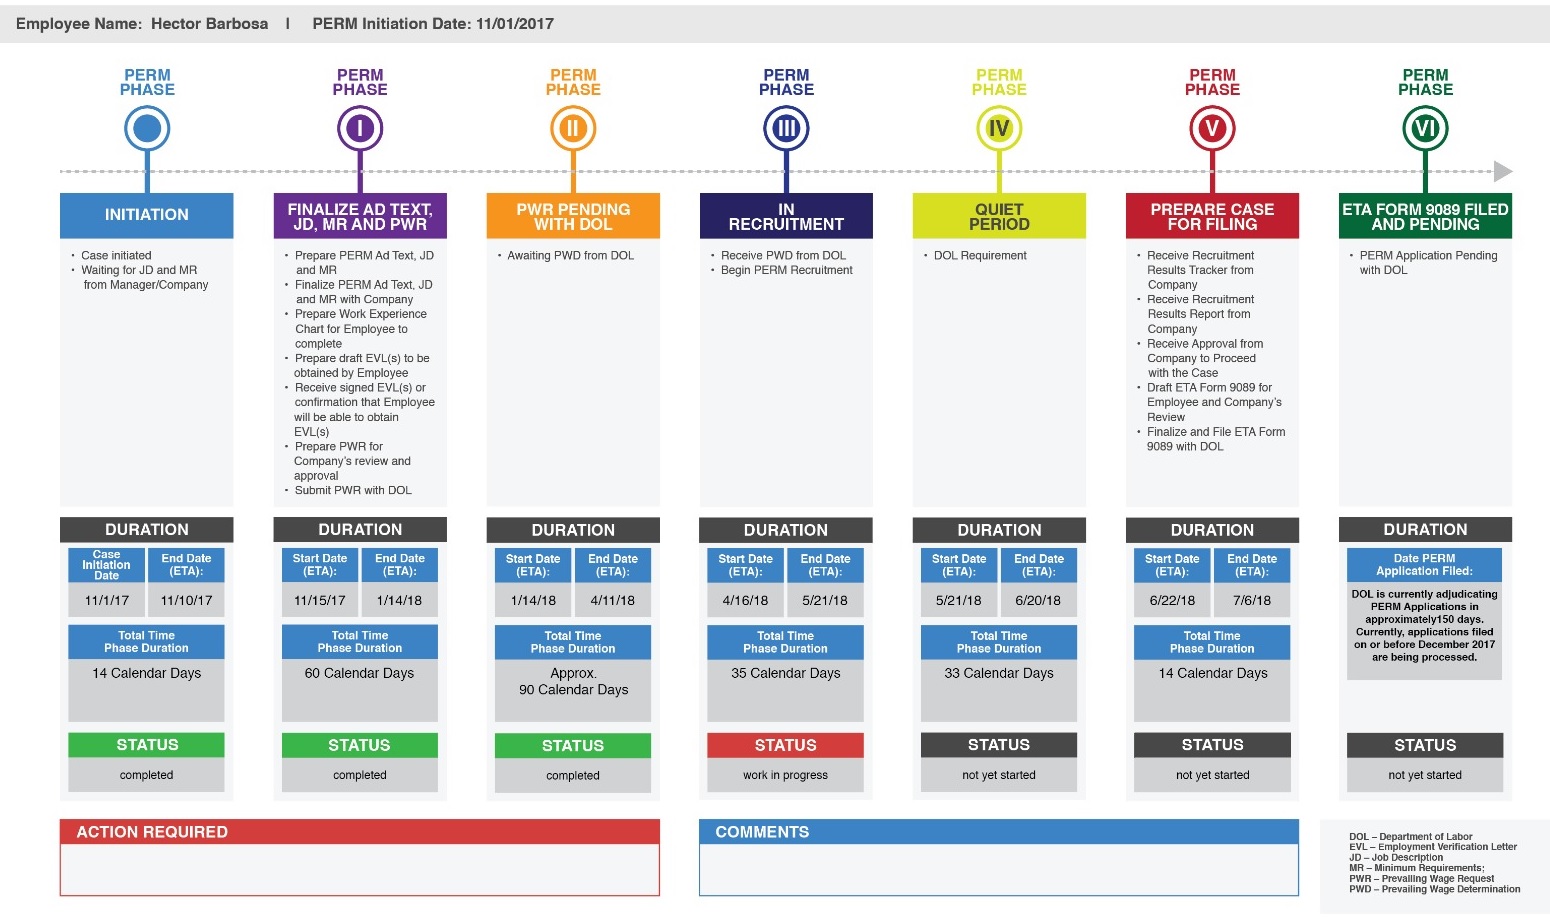 Employee Name: Hector Barbosa I PERM Initiation Date: 11/01/2017
PERM
PHASE
INITIATION
• Case initiated
• Waiting for JD and MR
from Manager/Company
DURATION
Case
Initiation
Date
End Date
(ETA):
11/1/17
11/10/17
Total Time
Phase Duration
14 Calendar Days
STATUS
completed
PERM
PHASE
I
FINALIZE AD TEXT,
JD, MR AND PWR
• Prepare PERM Ad Text, JD
and MR
• Finalize PERM Ad Text, JD
and MR with Company
• Prepare Work Experience
Chart for Employee to
complete
• Prepare draft EVL(s) to be
obtained by Employee
• Receive signed EVL(s) or
confirmation that Employee
will be able to obtain
EVL(s)
• Prepare PWR for
Company's review and
approval
• Submit PWR with DOL
DURATION
Start Date
(ETA):
End Date
(ETA):
11/15/17
1/14/18
Total Time
Phase Duration
60 Calendar Days
STATUS
completed
PERM
PHASE
II
PWR PENDING
WITH DOL
• Awaiting PWD from DOL
DURATION
Start Date
(ETA):
End Date
(ETA):
1/14/18
4/11/18
Total Time
Phase Duration
Approx.
90 Calendar Days
STATUS
completed
PERM
PHASE
III
IN
RECRUITMENT
• Receive PWD from DOL
• Begin PERM Recruitment
DURATION
Start Date
(ETA):
End Date
(ETA):
4/16/18
5/21/18
Total Time
Phase Duration
35 Calendar Days
STATUS
work in progress
PERM
PHASE
IV
QUIET
PERIOD
• DOL Requirement
DURATION
Start Date
(ETA):
End Date
(ETA):
5/21/18
6/20/18
Total Time
Phase Duration
33 Calendar Days
STATUS
not yet started
PERM
PHASE
V
PREPARE CASE
FOR FILING
• Receive Recruitment
Results Tracker from
Company
• Receive Recruitment
Results Report from
Company
• Receive Approval from
Company to Proceed
with the Case
• Draft ETA Form 9089 for
Employee and Company's
Review
• Finalize and File ETA Form
9089 with DOL
DURATION
Start Date
(ETA):
End Date
(ETA):
6/22/18
7/6/18
Total Time
Phase Duration
14 Calendar Days
STATUS
not yet started
PERM
PHASE
VI
ETA FORM 9089 FILED
AND PENDING
• PERM Application Pending
with DOL
DURATION
Date PERM
Application Filed:
DOL is currently adjudicating
PERM Applications in
approximately150 days.
Currently, applications filed
on or before December 2017
are being processed.
STATUS
not yet started
ACTION REQUIRED
COMMENTS
DOL – Department of Labor
EVL – Employment Verification Letter
JD – Job Description
MR – Minimum Requirements;
PWR – Prevailing Wage Request
PWD – Prevailing Wage Determination